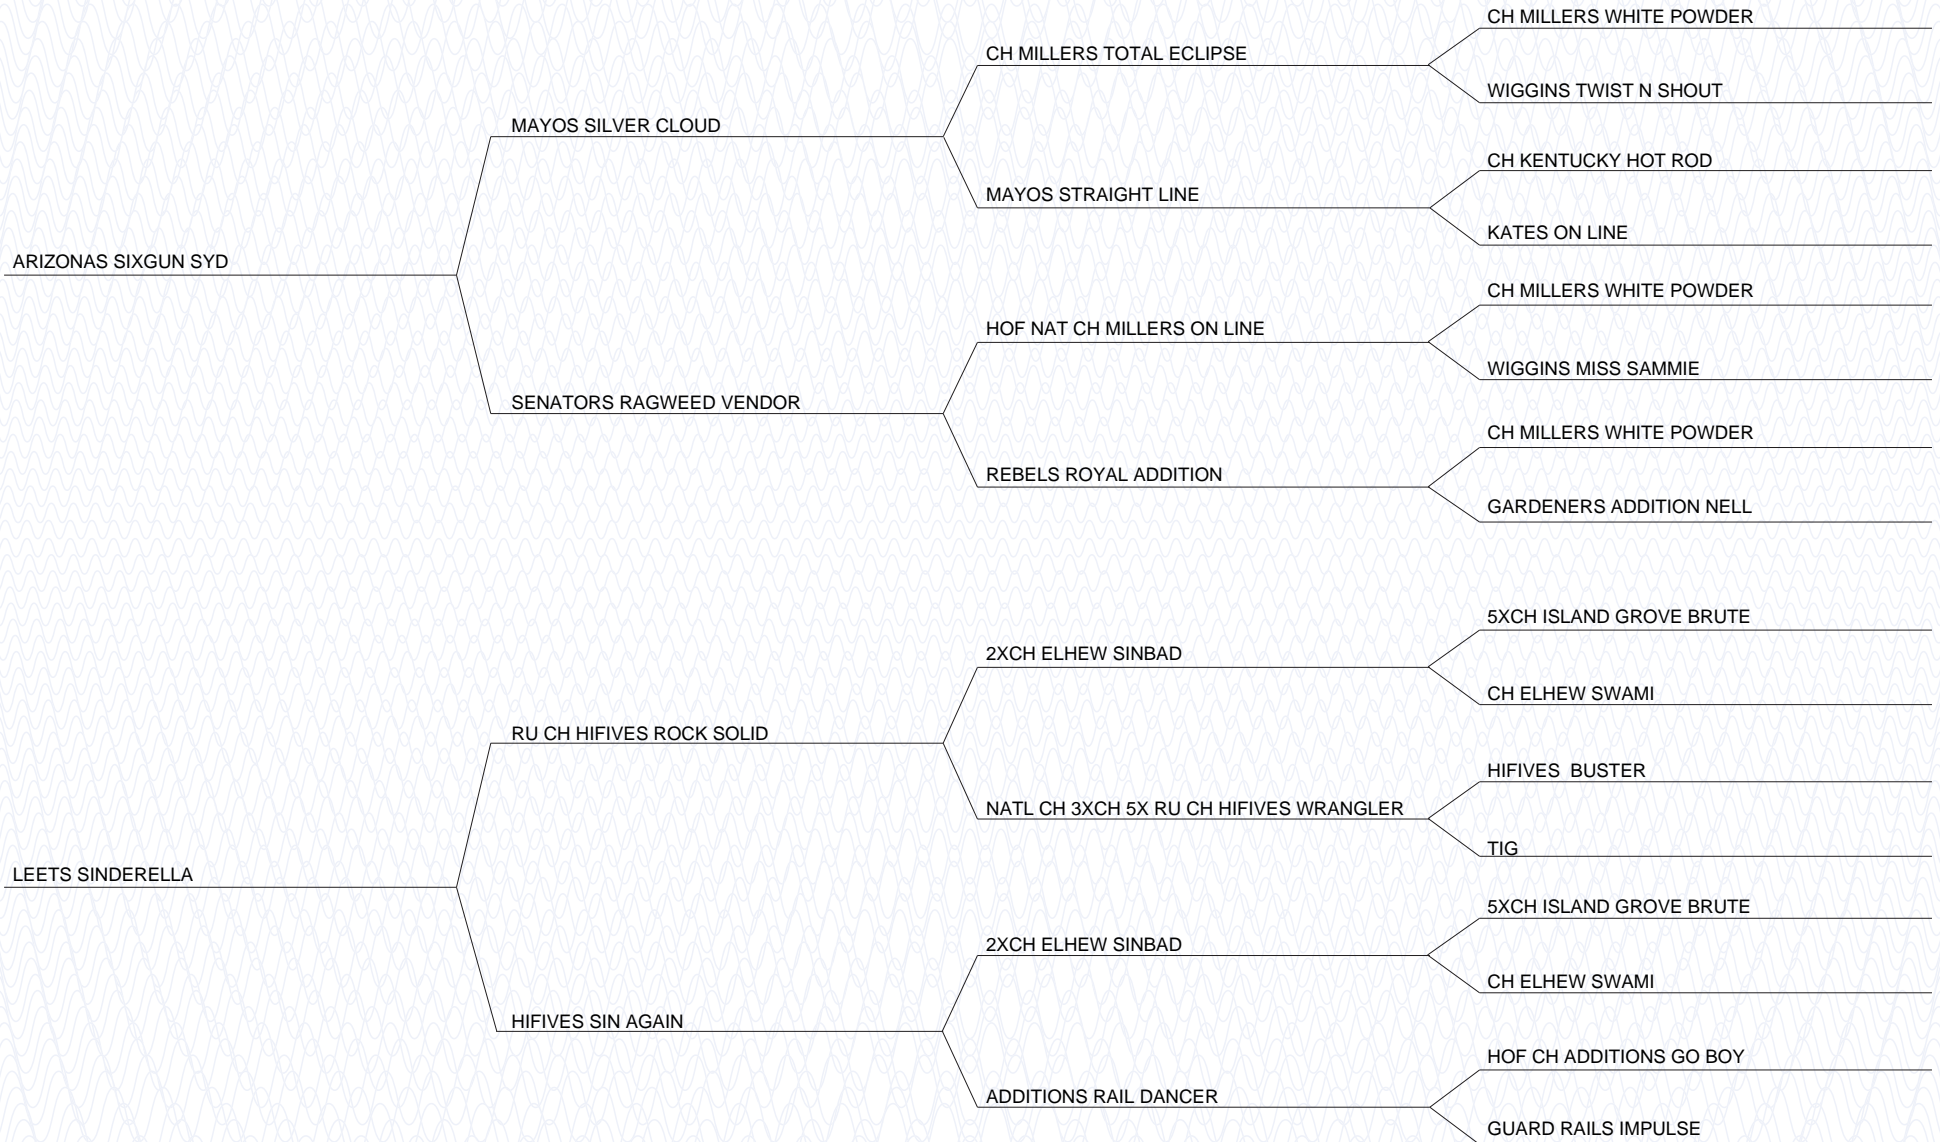 CH MILLERS WHITE POWDER
CH MILLERS TOTAL ECLIPSE
WIGGINS TWIST N SHOUT
MAYOS SILVER CLOUD
CH KENTUCKY HOT ROD
MAYOS STRAIGHT LINE
KATES ON LINE
ARIZONAS SIXGUN SYD
CH MILLERS WHITE POWDER
HOF NAT CH MILLERS ON LINE
WIGGINS MISS SAMMIE
SENATORS RAGWEED VENDOR
CH MILLERS WHITE POWDER
REBELS ROYAL ADDITION
GARDENERS ADDITION NELL
5XCH ISLAND GROVE BRUTE
2XCH ELHEW SINBAD
CH ELHEW SWAMI
RU CH HIFIVES ROCK SOLID
HIFIVES  BUSTER
NATL CH 3XCH 5X RU CH HIFIVES WRANGLER
TIG
LEETS SINDERELLA
5XCH ISLAND GROVE BRUTE
2XCH ELHEW SINBAD
CH ELHEW SWAMI
HIFIVES SIN AGAIN
HOF CH ADDITIONS GO BOY
ADDITIONS RAIL DANCER
GUARD RAILS IMPULSE